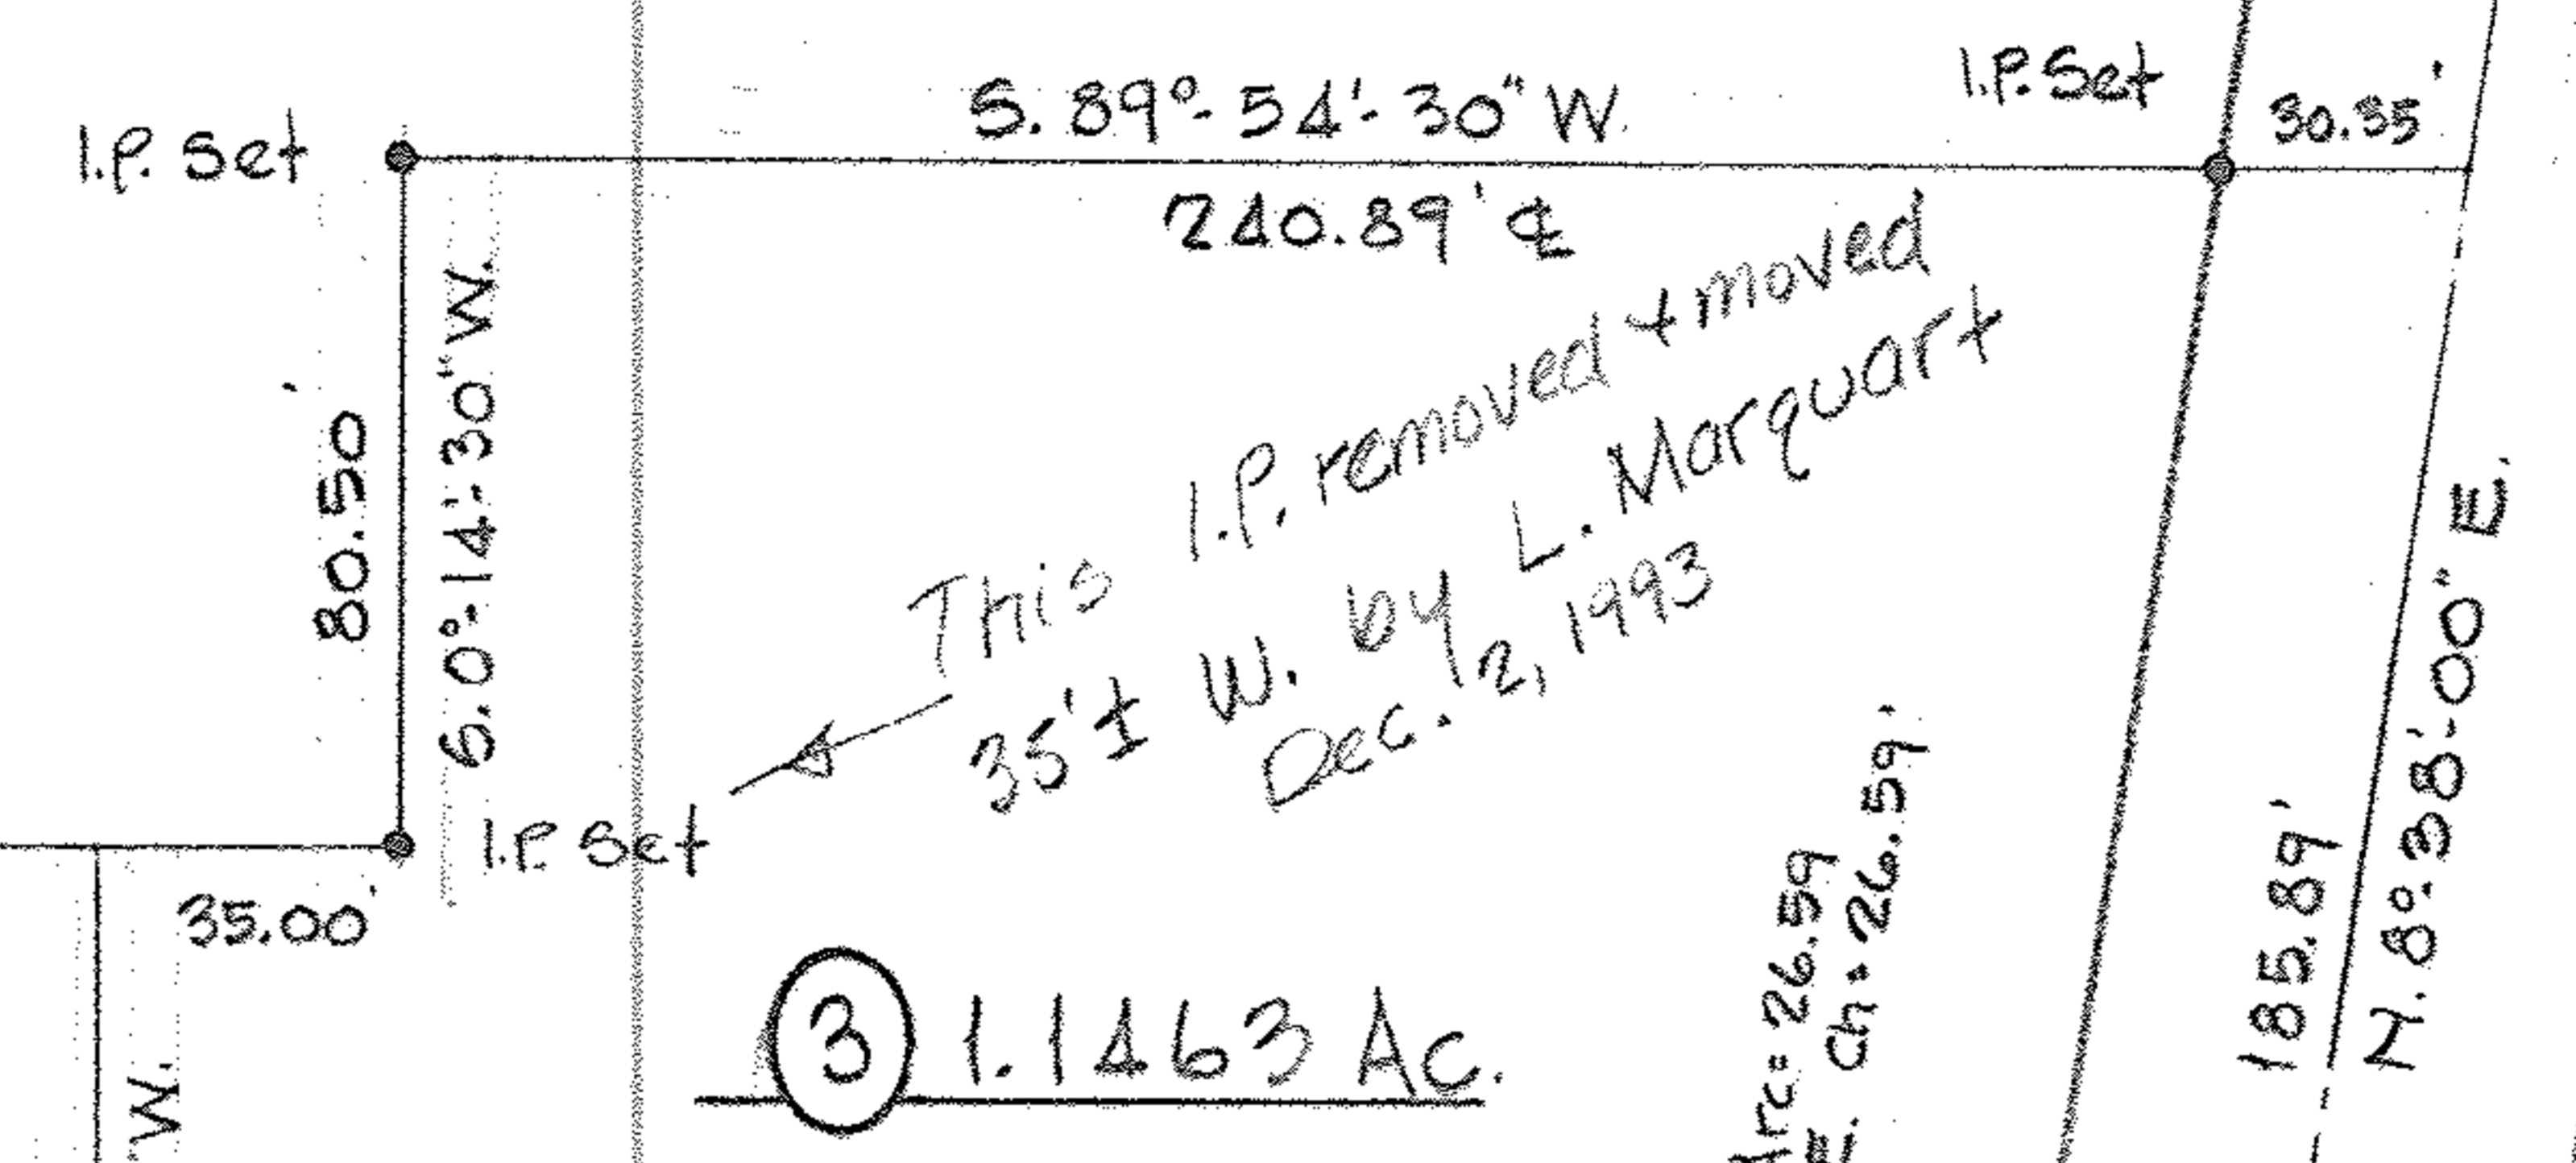 I.P. Set
S. 89°- 54'- 30" W.
I.P. Set
30.35'
240.89' ℄
80.50'
S. 0°- 14'- 30" W.
This I.P. removed + moved
35'± W. by L. Marquart
Dec. 2, 1993
I.P. Set
35.00'
3 1.1463 Ac.
W.
Arc = 26.59
E. Ch = 26.59'
185.89'
N. 8°- 38'- 00" E.